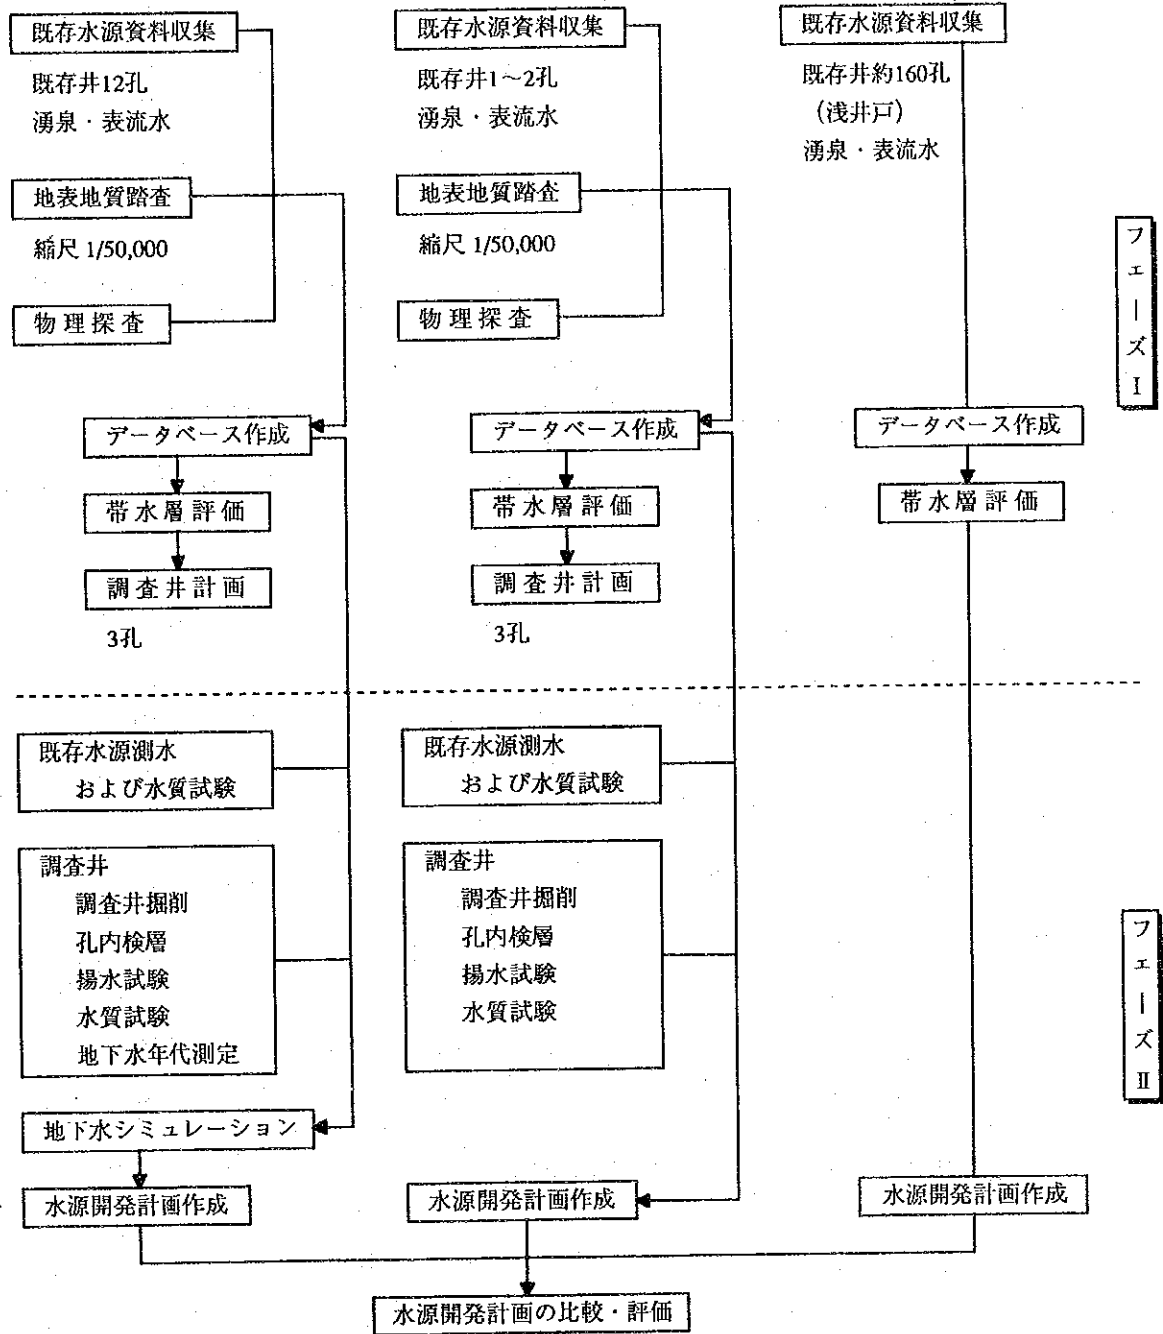 既存水源資料収集
既存井12孔
湧泉・表流水
地表地質踏査
縮尺 1/50,000
物理探査
データベース作成
帯水層評価
調査井計画
3孔
既存水源資料収集
既存井1～2孔
湧泉・表流水
地表地質踏査
縮尺 1/50,000
物理探査
データベース作成
帯水層評価
調査井計画
3孔
既存水源資料収集
既存井約160孔
(浅井戸)
湧泉・表流水
データベース作成
帯水層評価
フェーズⅠ
既存水源測水
および水質試験
調査井
調査井掘削
孔内検層
揚水試験
水質試験
地下水年代測定
地下水シミュレーション
水源開発計画作成
既存水源測水
および水質試験
調査井
調査井掘削
孔内検層
揚水試験
水質試験
水源開発計画作成
水源開発計画作成
フェーズⅡ
水源開発計画の比較・評価